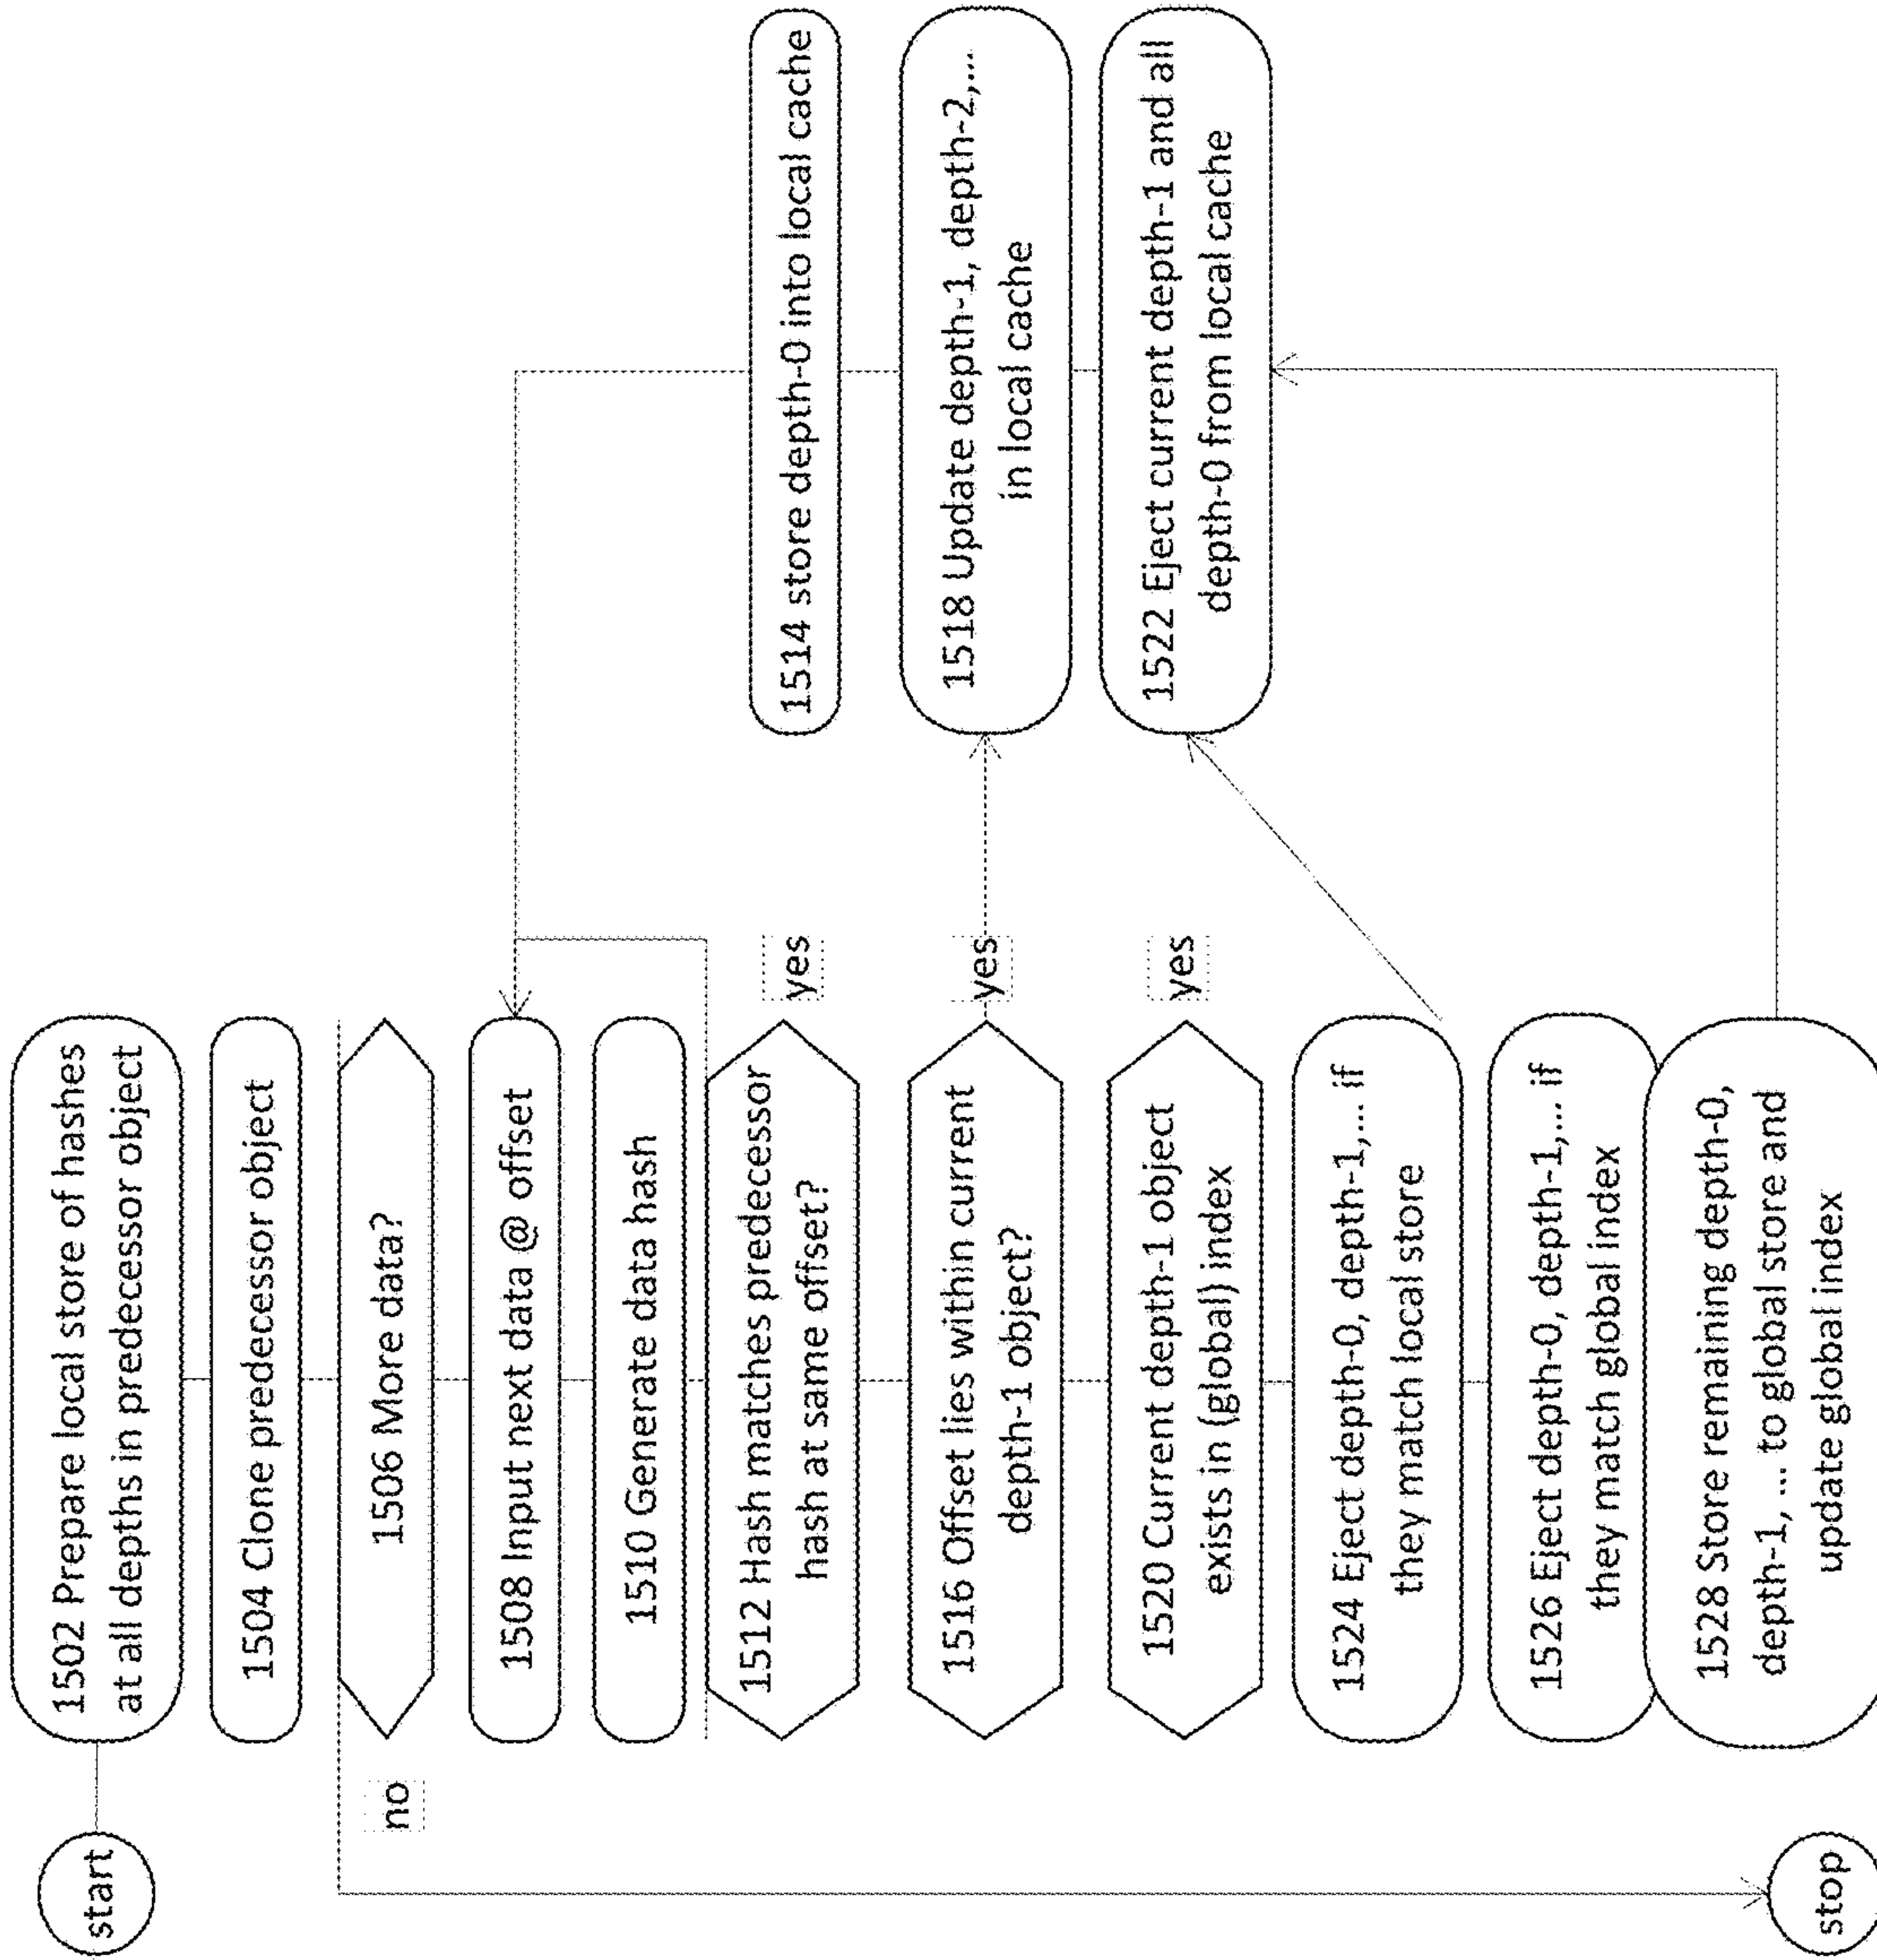 start
1502 Prepare local store of hashes
at all depths in predecessor object
1504 Clone predecessor object
no
1506 More data?
1508 Input next data @ offset
1510 Generate data hash
1512 Hash matches predecessor
hash at same offset?
yes
1514 store depth-0 into local cache
1516 Offset lies within current
depth-1 object?
yes
1518 Update depth-1, depth-2,...
in local cache
1520 Current depth-1 object
exists in (global) index
yes
1522 Eject current depth-1 and all
depth-0 from local cache
1524 Eject depth-0, depth-1,... if
they match local store
1526 Eject depth-0, depth-1,... if
they match global index
1528 Store remaining depth-0,
depth-1, ... to global store and
update global index
stop